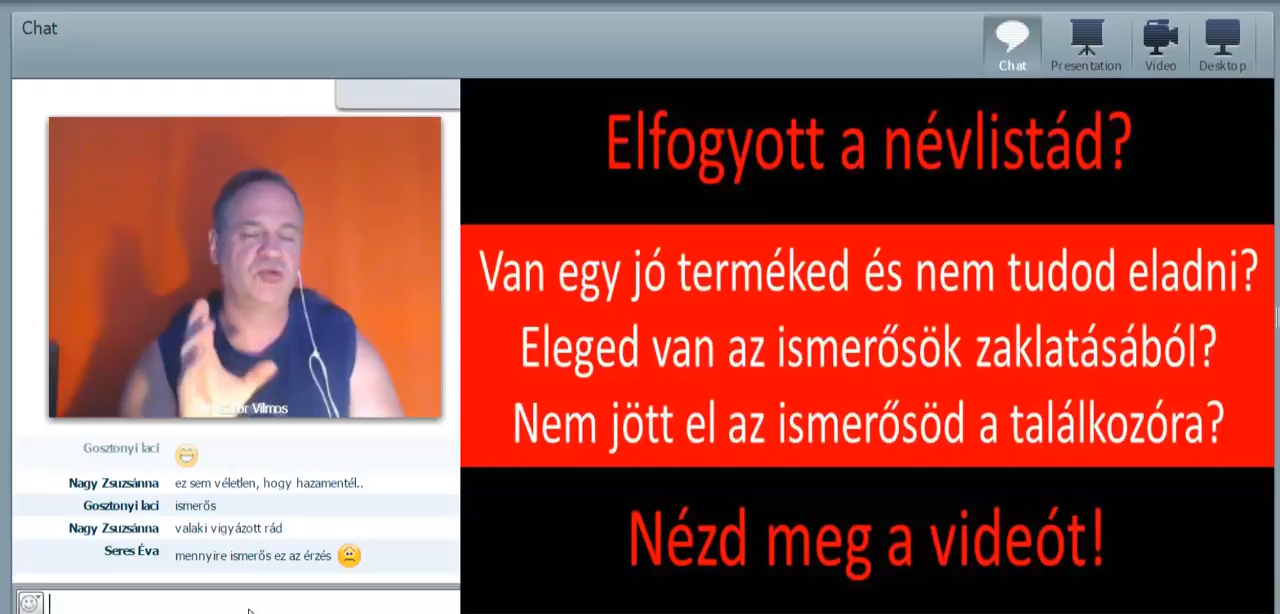 Chat
Chat
Presentation
Video
Desktop
Vilmos
Gosztonyi laci
Nagy Zsuzsánna ez sem véletlen, hogy hazamentél..
Gosztonyi laci ismerős
Nagy Zsuzsánna valaki vigyázott rád
Seres Éva mennyire ismerős ez az érzés
Elfogyott a névlistád?
Van egy jó terméked és nem tudod eladni?
Eleged van az ismerősök zaklatásából?
Nem jött el az ismerősöd a találkozóra?
Nézd meg a videót!